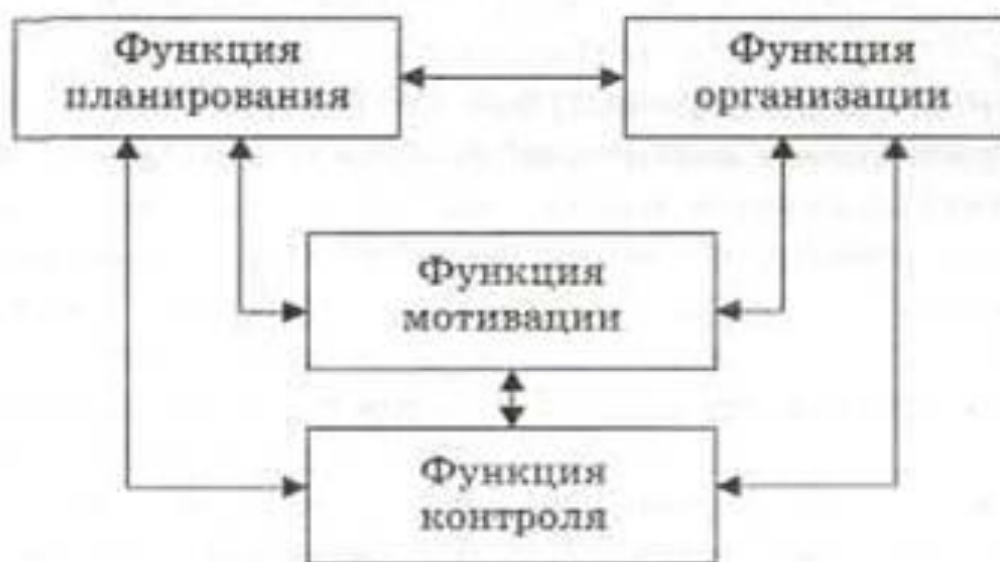 Функция
планирования
Функция
организации
Функция
мотивации
Функция
контроля